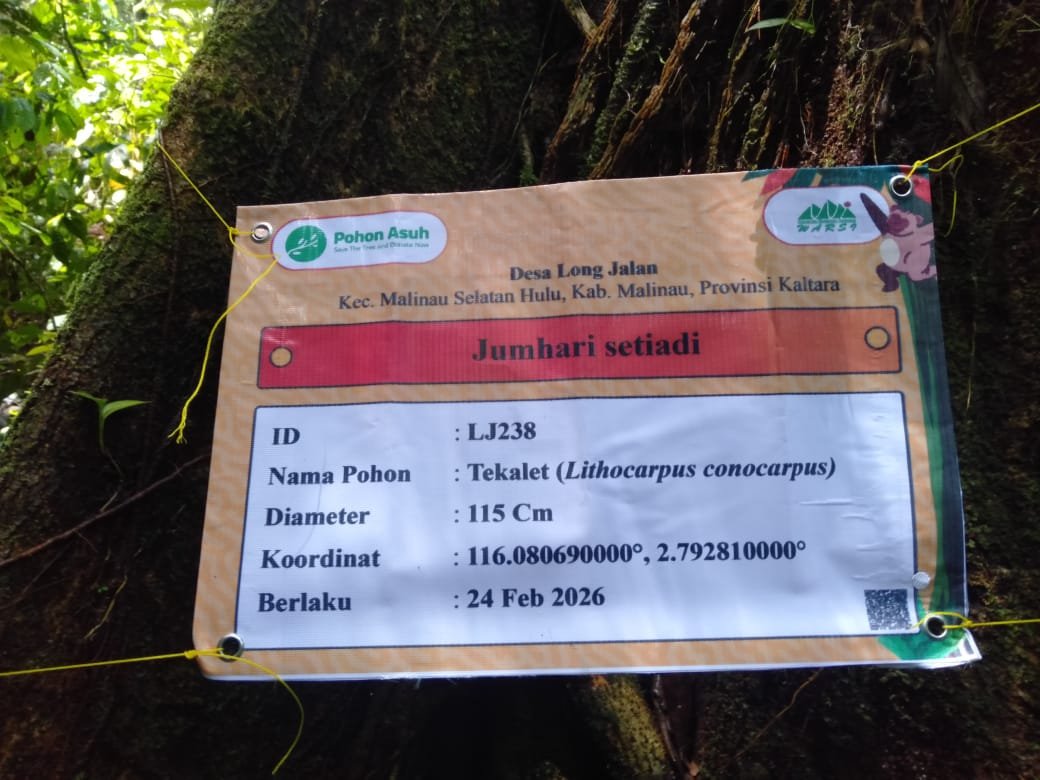 Pohon Asuh
Save The Tree and Donate Now
WARSI
Desa Long Jalan
Kec. Malinau Selatan Hulu, Kab. Malinau, Provinsi Kaltara
Jumhari setiadi
ID : LJ238
Nama Pohon : Tekalet (Lithocarpus conocarpus)
Diameter : 115 Cm
Koordinat : 116.080690000°, 2.792810000°
Berlaku : 24 Feb 2026